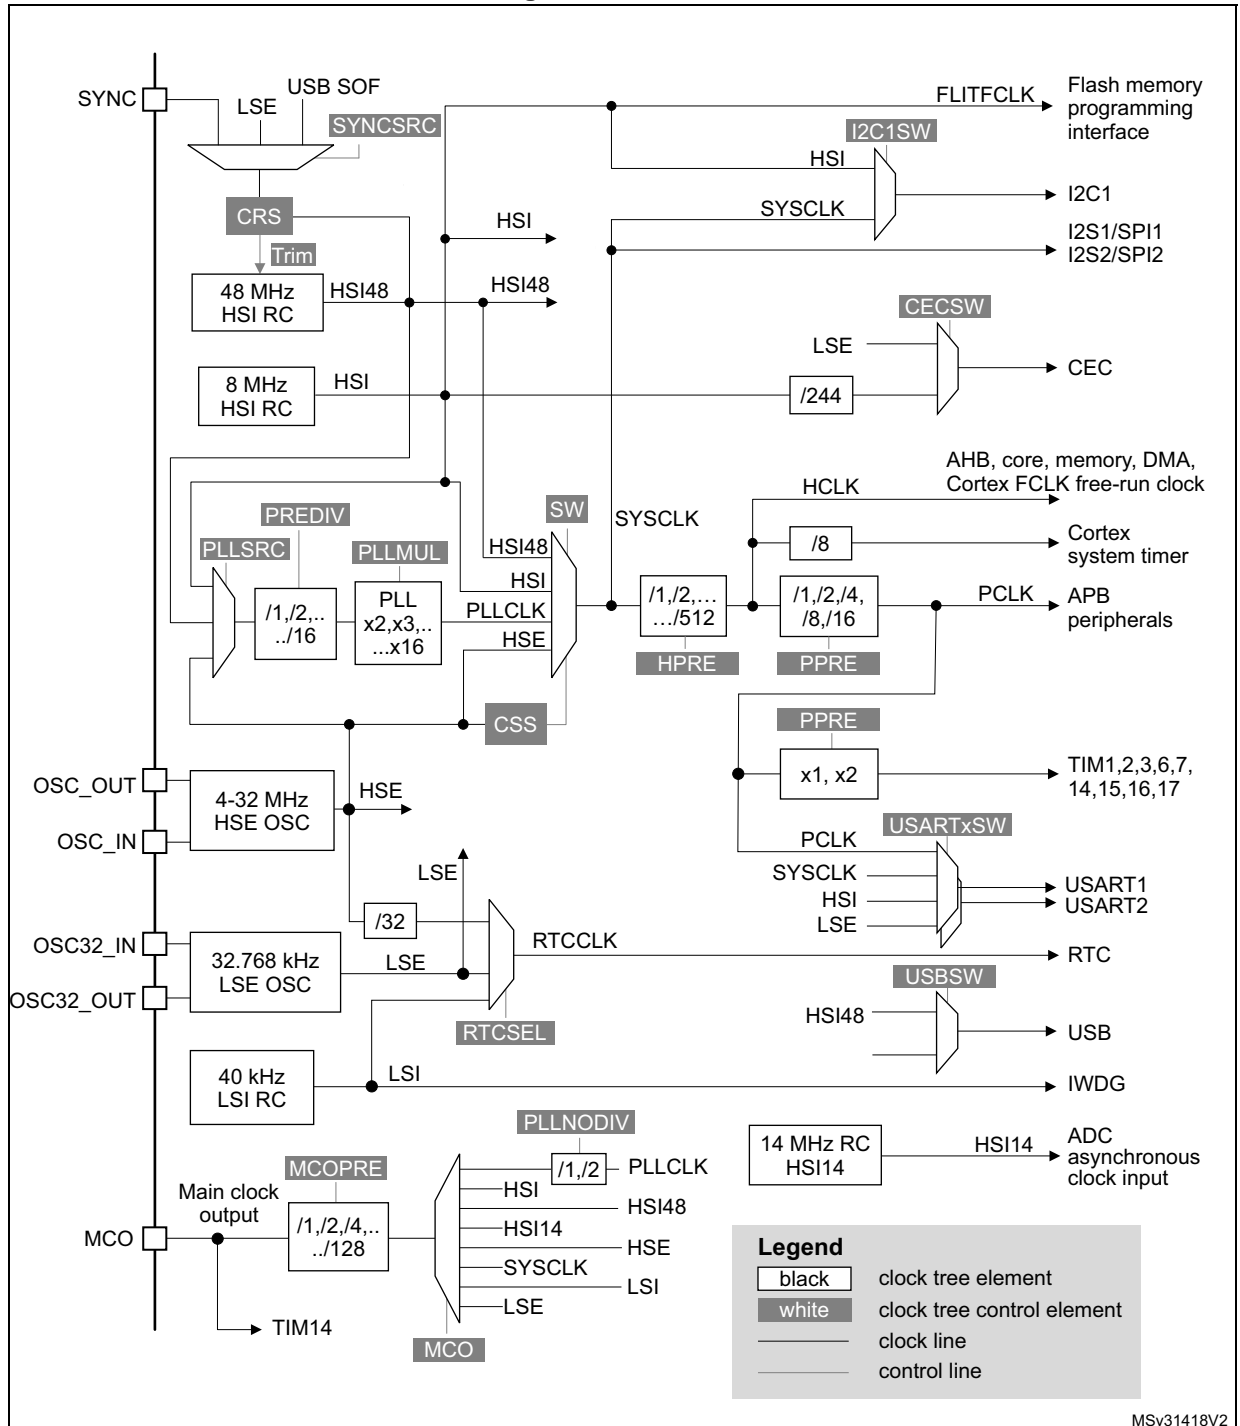 SYNC
LSE
USB SOF
SYNCSRC
CRS
Trim
48 MHz
HSI RC
HSI48
HSI
HSI48
8 MHz
HSI RC
HSI
FLITFCLK
Flash memory
programming
interface
I2C1SW
HSI
SYSCLK
I2C1
I2S1/SPI1
I2S2/SPI2
CECSW
LSE
/244
CEC
PLLSRC
PREDIV
/1,/2,..
../16
PLLMUL
PLL
x2,x3,..
...x16
SW
HSI48
HSI
PLLCLK
HSE
CSS
SYSCLK
/1,/2,…
…/512
HPRE
AHB, core, memory, DMA,
Cortex FCLK free-run clock
HCLK
/8
Cortex
system timer
/1,/2,/4,
/8,/16
PPRE
PCLK
APB
peripherals
PPRE
x1, x2
TIM1,2,3,6,7,
14,15,16,17
OSC_OUT
OSC_IN
4-32 MHz
HSE OSC
HSE
USARTxSW
PCLK
SYSCLK
HSI
LSE
USART1
USART2
LSE
/32
OSC32_IN
OSC32_OUT
32.768 kHz
LSE OSC
LSE
RTCCLK
RTC
RTCSEL
USBSW
HSI48
USB
40 kHz
LSI RC
LSI
IWDG
PLLNODIV
/1,/2
PLLCLK
14 MHz RC
HSI14
HSI14
ADC
asynchronous
clock input
MCO
Main clock
output
MCOPRE
/1,/2,/4,..
../128
HSI
HSI48
HSI14
HSE
SYSCLK
LSI
LSE
MCO
TIM14
Legend
black
clock tree element
white
clock tree control element
clock line
control line
MSv31418V2